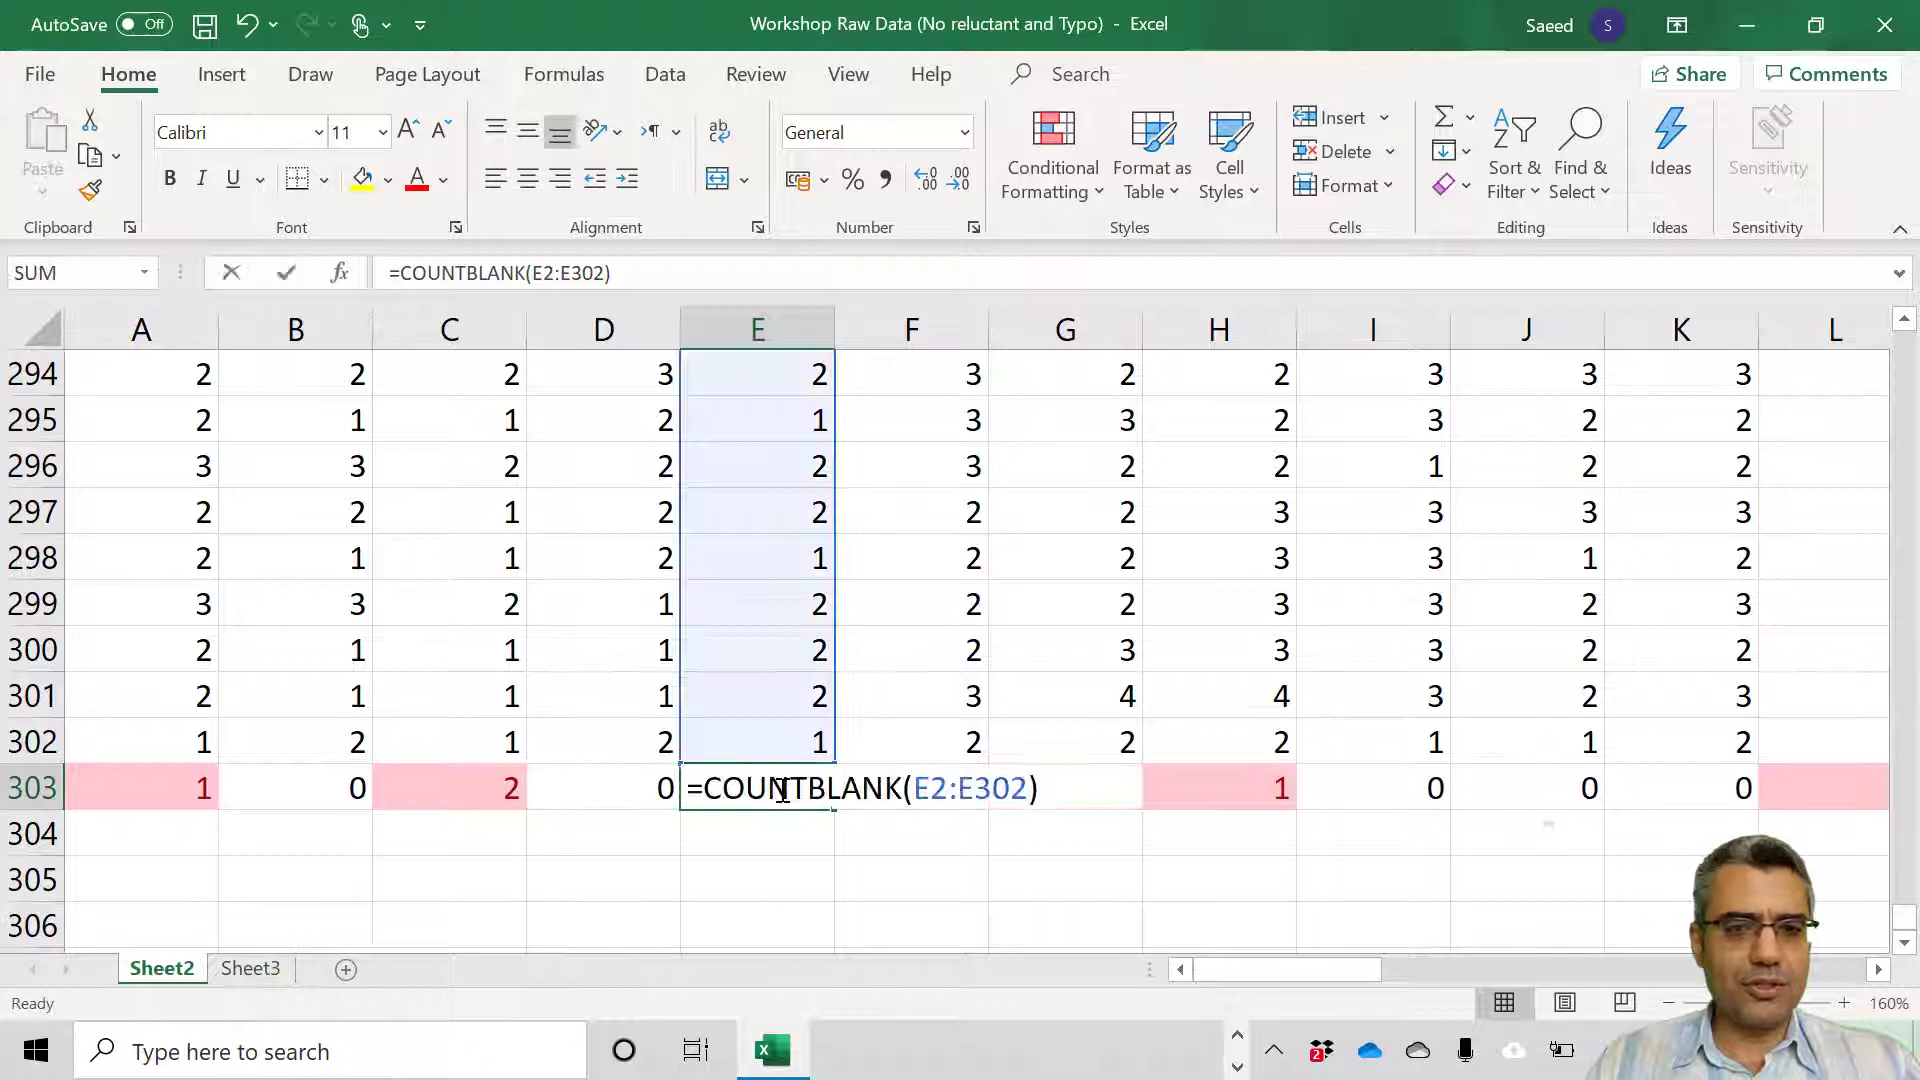 AutoSave Off
Workshop Raw Data (No reluctant and Typo) - Excel
Saeed S
File Home Insert Draw Page Layout Formulas Data Review View Help Search Share Comments
Paste
Clipboard
Calibri 11
B I U A
Font
ab
Alignment
General
% , .00 .00
Number
Conditional Formatting
Format as Table
Cell Styles
Styles
Insert
Delete
Format
Cells
Sort & Filter
Find & Select
Editing
Ideas
Ideas
Sensitivity
Sensitivity
SUM fx =COUNTBLANK(E2:E302)
A B C D E F G H I J K L
294 2 2 2 3 2 3 2 2 3 3 3
295 2 1 1 2 1 3 3 2 3 2 2
296 3 3 2 2 2 3 2 2 1 2 2
297 2 2 1 2 2 2 2 3 3 3 3
298 2 1 1 2 1 2 2 3 3 1 2
299 3 3 2 1 2 2 2 3 3 2 3
300 2 1 1 1 2 2 3 3 3 2 2
301 2 1 1 1 2 3 4 4 3 2 3
302 1 2 1 2 1 2 2 2 1 1 2
303 1 0 2 0 =COUNTBLANK(E2:E302) 1 0 0 0
304
305
306
Sheet2 Sheet3
Ready
160%
Type here to search
2